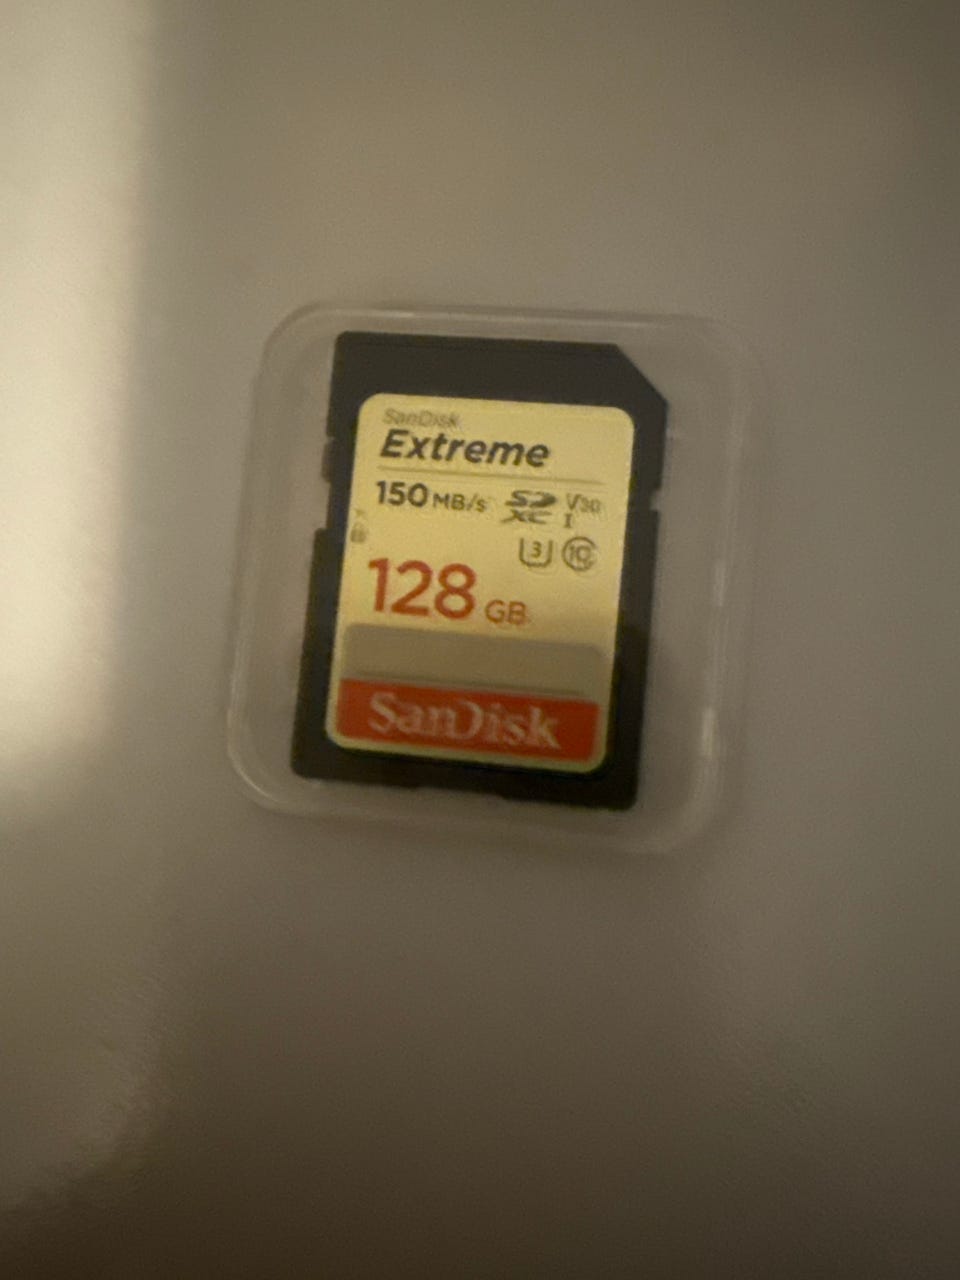 SanDisk
Extreme
150 MB/s SD XC V30 I
3 10
128 GB
SanDisk